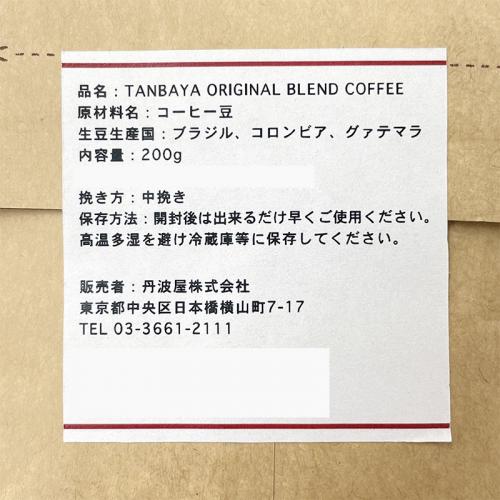 品名：TANBAYA ORIGINAL BLEND COFFEE
原材料名：コーヒー豆
生豆生産国：ブラジル、コロンビア、グァテマラ
内容量：200g
挽き方：中挽き
保存方法：開封後は出来るだけ早くご使用ください。
高温多湿を避け冷蔵庫等に保存してください。
販売者：丹波屋株式会社
東京都中央区日本橋横山町7-17
TEL 03-3661-2111